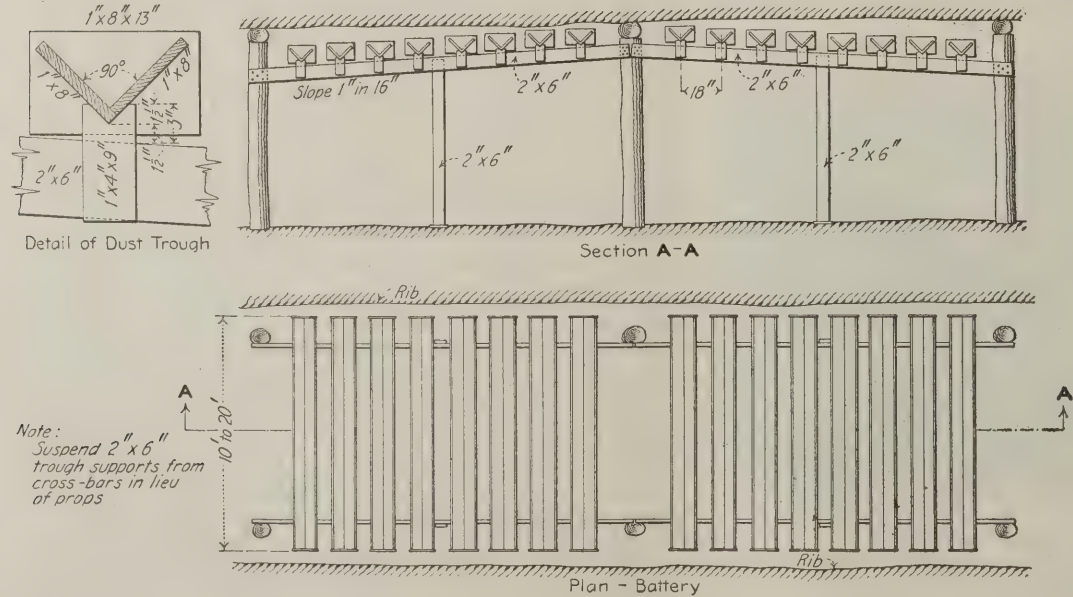 1"x8"x13"
90°
1"x8"
1"x8"
1½"
3"
1½"
2"x6"
1"x4"x9"
Detail of Dust Trough
Slope 1" in 16"
2"x6"
18"
2"x6"
2"x6"
2"x6"
Section A-A
Rib
A
A
10' to 20'
Note:
Suspend 2"x6"
trough supports from
cross-bars in lieu
of props
Rib
Plan - Battery